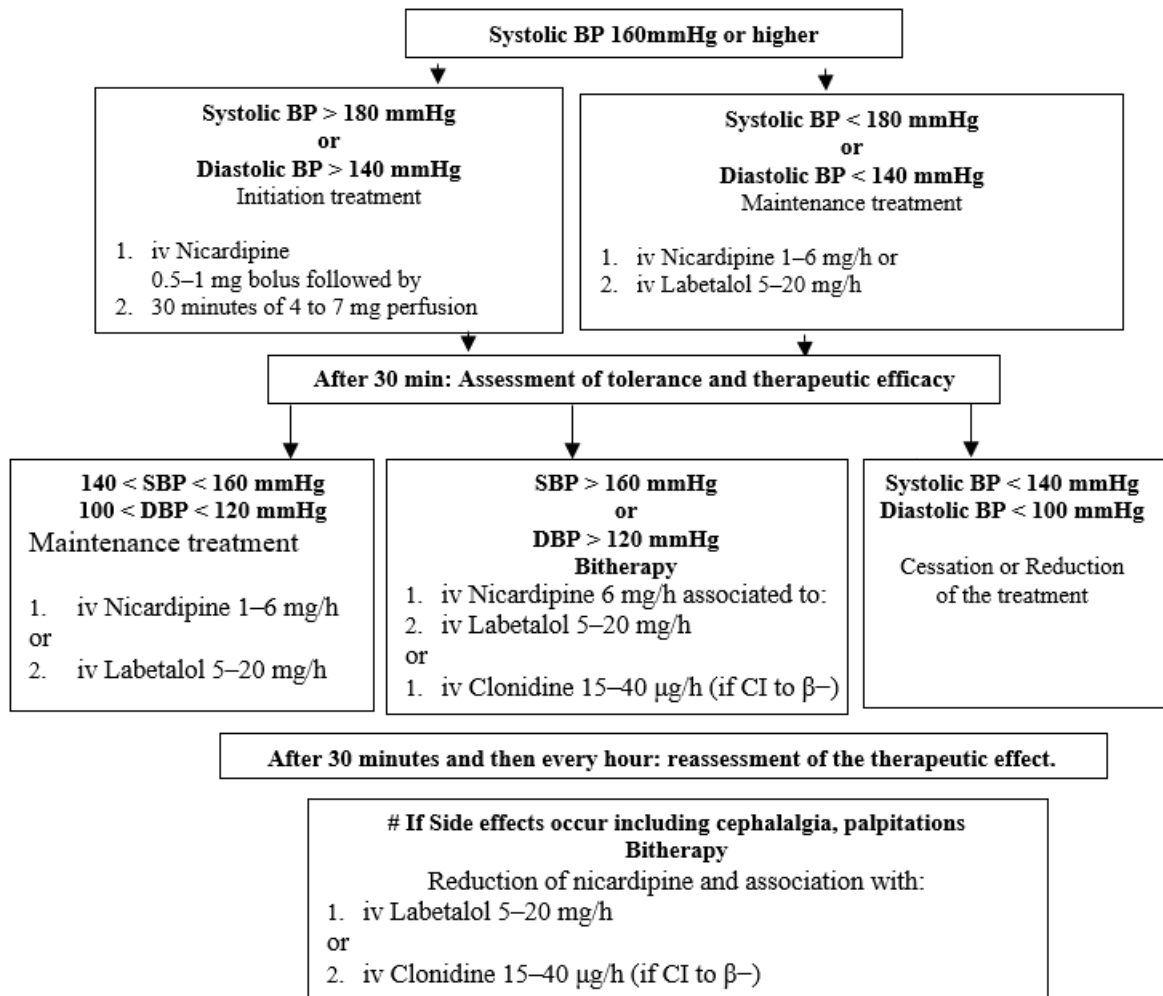 Systolic BP 160mmHg or higher
Systolic BP > 180 mmHg
or
Diastolic BP > 140 mmHg
Initiation treatment
1. iv Nicardipine
0.5–1 mg bolus followed by
2. 30 minutes of 4 to 7 mg perfusion
Systolic BP < 180 mmHg
or
Diastolic BP < 140 mmHg
Maintenance treatment
1. iv Nicardipine 1–6 mg/h or
2. iv Labetalol 5–20 mg/h
After 30 min: Assessment of tolerance and therapeutic efficacy
140 < SBP < 160 mmHg
100 < DBP < 120 mmHg
Maintenance treatment
1. iv Nicardipine 1–6 mg/h
or
2. iv Labetalol 5–20 mg/h
SBP > 160 mmHg
or
DBP > 120 mmHg
Bitherapy
1. iv Nicardipine 6 mg/h associated to:
2. iv Labetalol 5–20 mg/h
or
1. iv Clonidine 15–40 μg/h (if CI to β–)
Systolic BP < 140 mmHg
Diastolic BP < 100 mmHg
Cessation or Reduction
of the treatment
After 30 minutes and then every hour: reassessment of the therapeutic effect.
# If Side effects occur including cephalalgia, palpitations
Bitherapy
Reduction of nicardipine and association with:
1. iv Labetalol 5–20 mg/h
or
2. iv Clonidine 15–40 μg/h (if CI to β–)